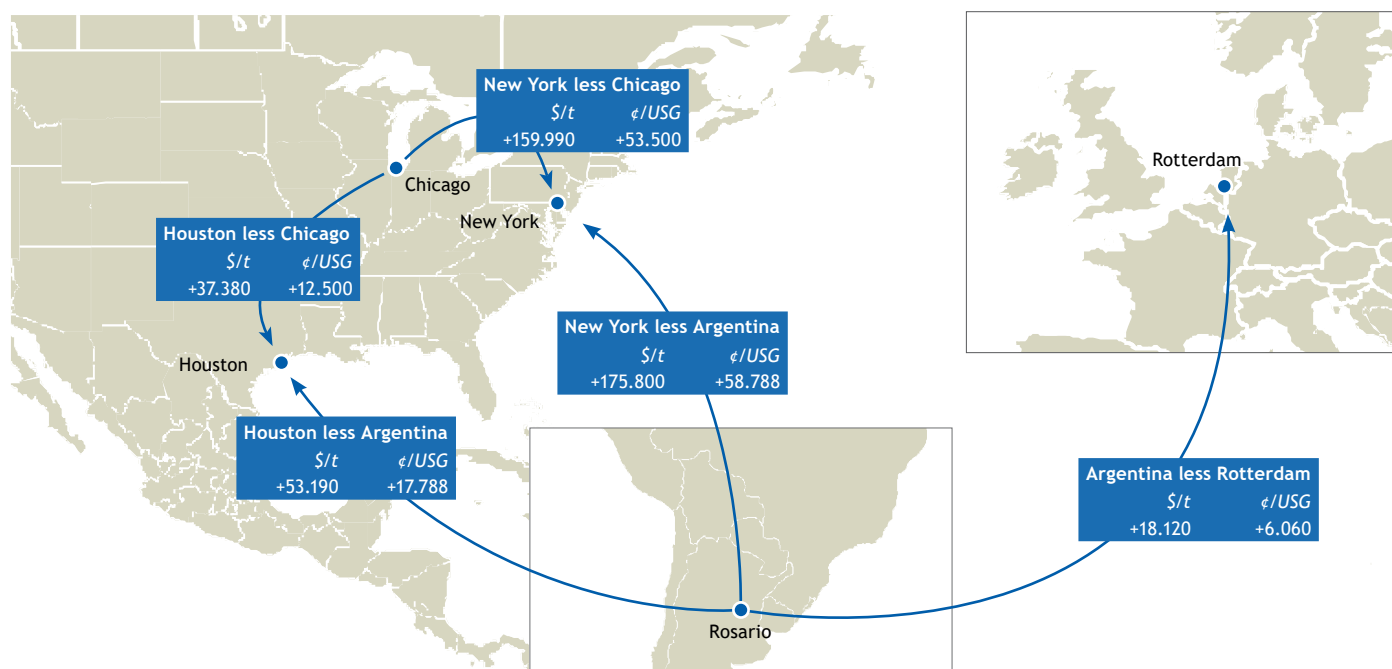 New York less Chicago
$/t ¢/USG
+159.990 +53.500
Rotterdam
Chicago
New York
Houston less Chicago
$/t ¢/USG
+37.380 +12.500
New York less Argentina
$/t ¢/USG
+175.800 +58.788
Houston
Houston less Argentina
$/t ¢/USG
+53.190 +17.788
Argentina less Rotterdam
$/t ¢/USG
+18.120 +6.060
Rosario